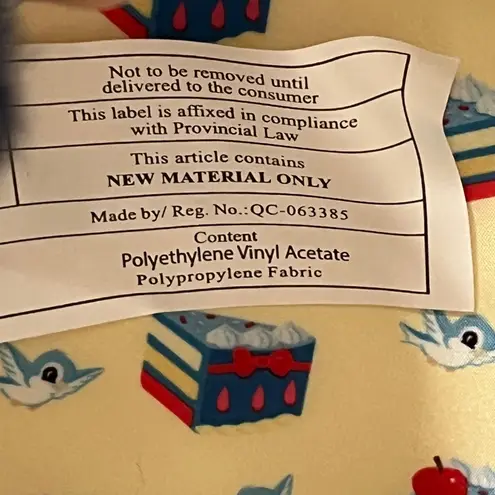 Not to be removed until
delivered to the consumer
This label is affixed in compliance
with Provincial Law
This article contains
NEW MATERIAL ONLY
Made by/ Reg. No.:QC-063385
Content
Polyethylene Vinyl Acetate
Polypropylene Fabric